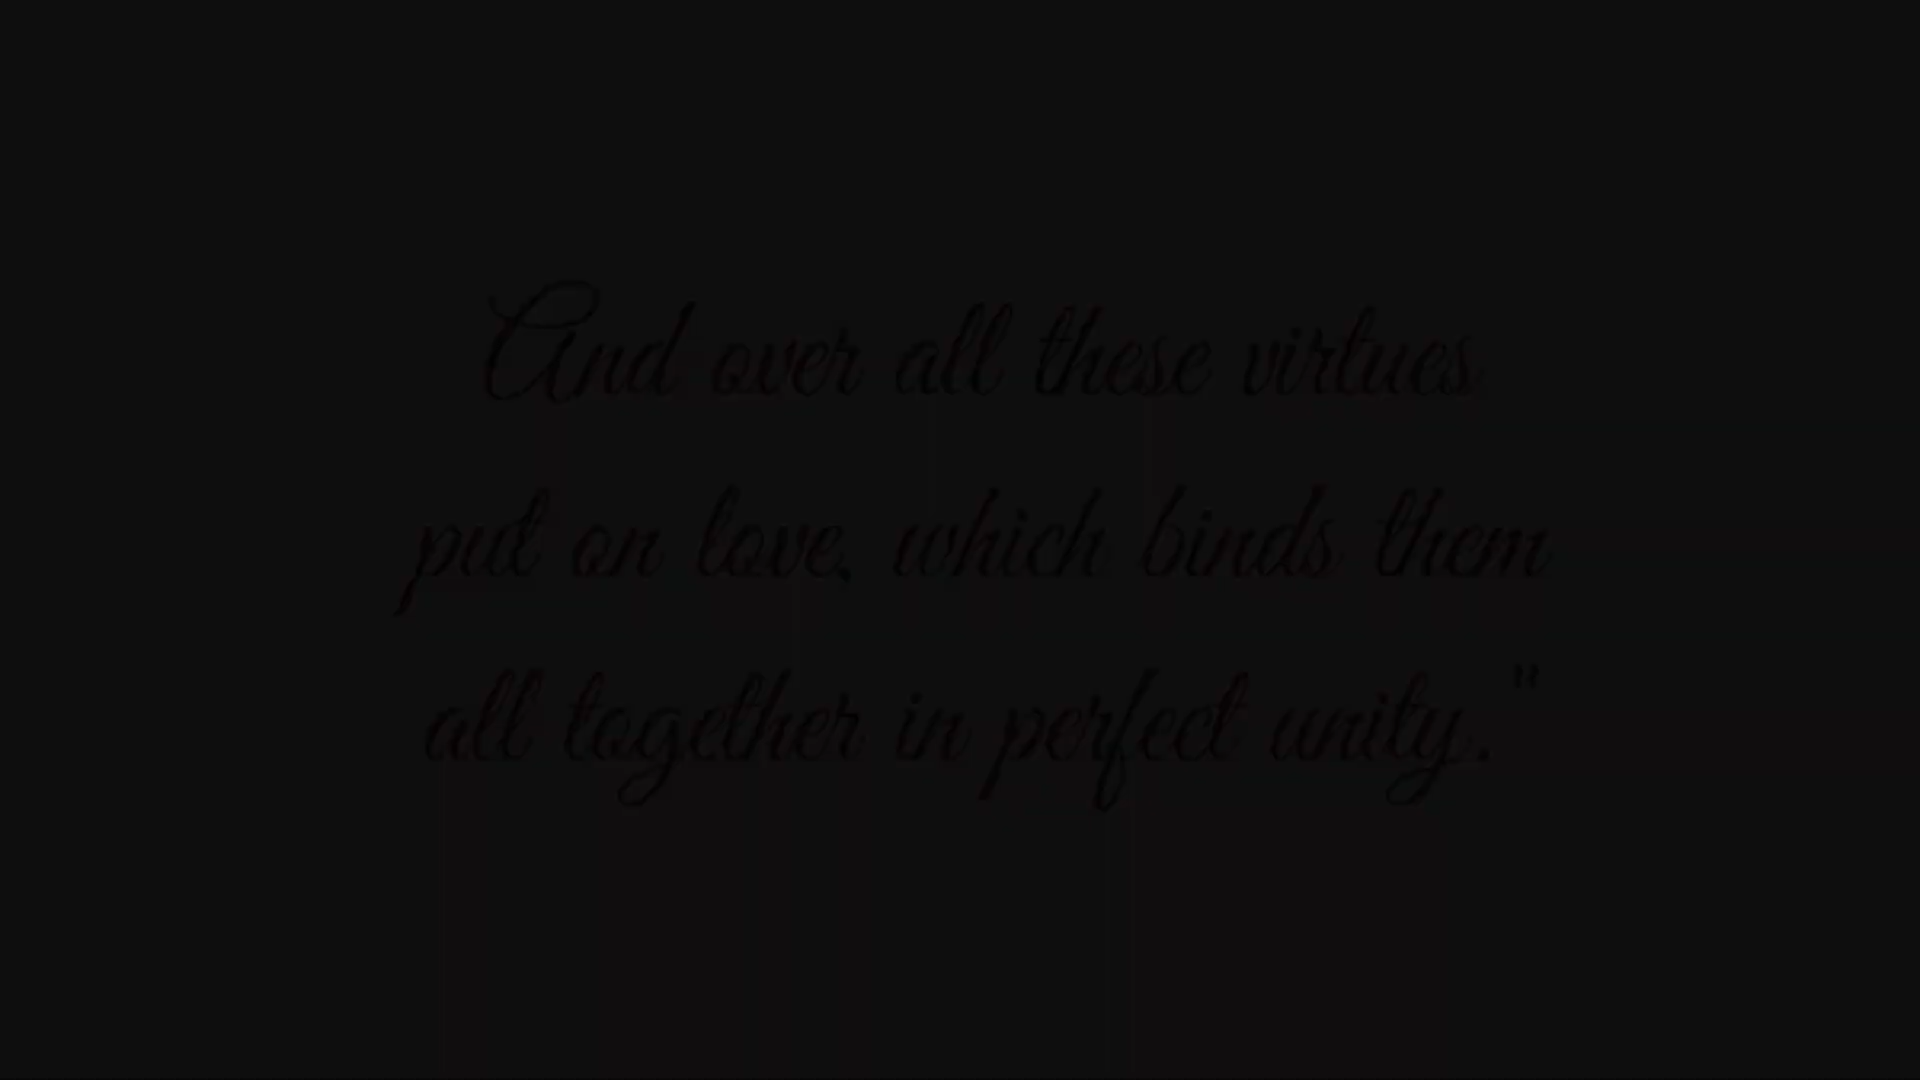 And over all these virtues
put on love, which binds them
all together in perfect unity."